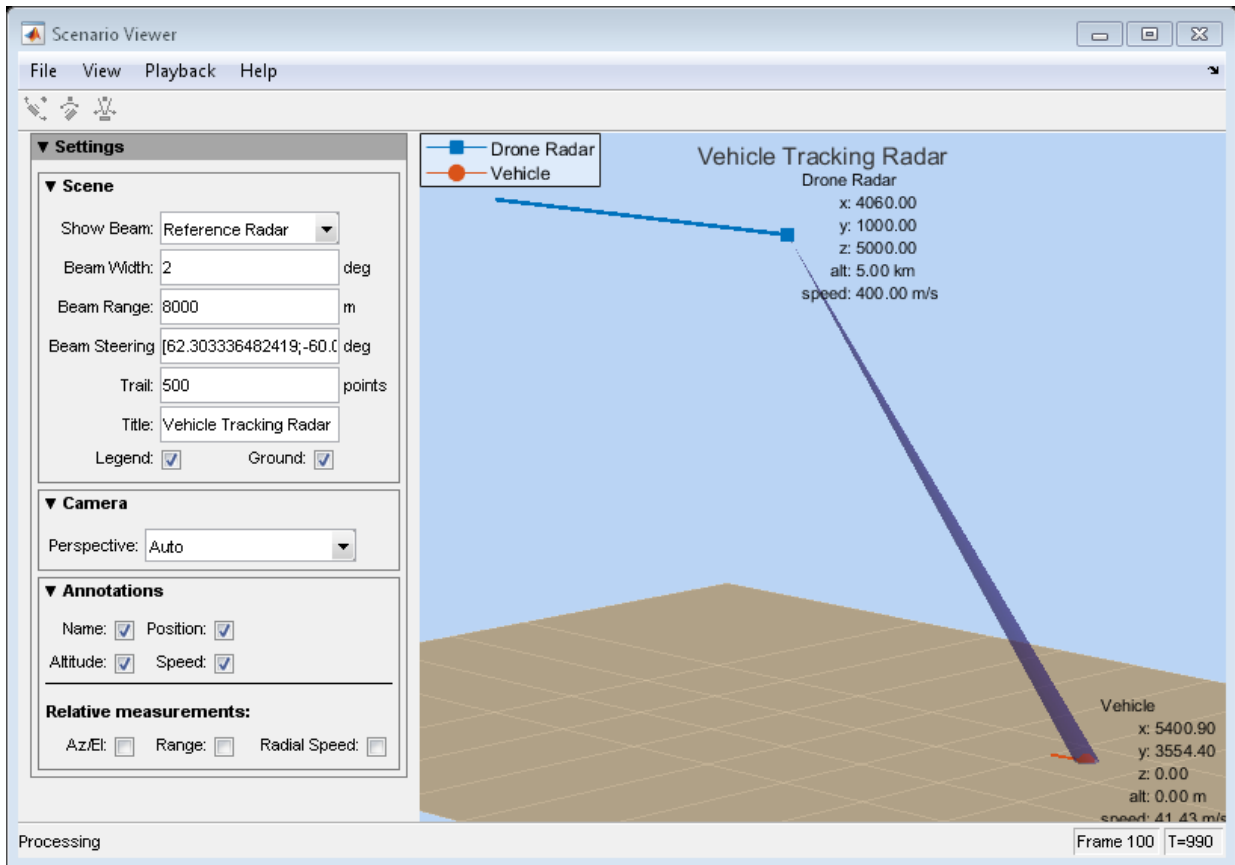 Scenario Viewer
File View Playback Help
▼ Settings
▼ Scene
Show Beam: Reference Radar
Beam Width: 2 deg
Beam Range: 8000 m
Beam Steering [62.303336482419;-60.0 deg
Trail: 500 points
Title: Vehicle Tracking Radar
Legend: Ground:
▼ Camera
Perspective: Auto
▼ Annotations
Name: Position:
Altitude: Speed:
Relative measurements:
Az/El: Range: Radial Speed:
Drone Radar
Vehicle
Vehicle Tracking Radar
Drone Radar
x: 4060.00
y: 1000.00
z: 5000.00
alt: 5.00 km
speed: 400.00 m/s
Vehicle
x: 5400.90
y: 3554.40
z: 0.00
alt: 0.00 m
speed: 41.43 m/s
Processing
Frame 100 T=990